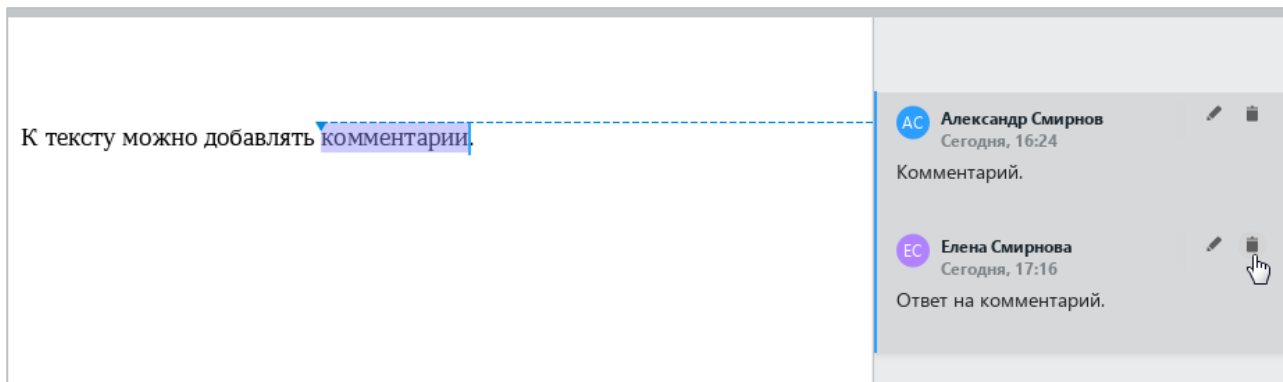 К тексту можно добавлять комментарии.
АС
Александр Смирнов
Сегодня, 16:24
Комментарий.
ЕС
Елена Смирнова
Сегодня, 17:16
Ответ на комментарий.